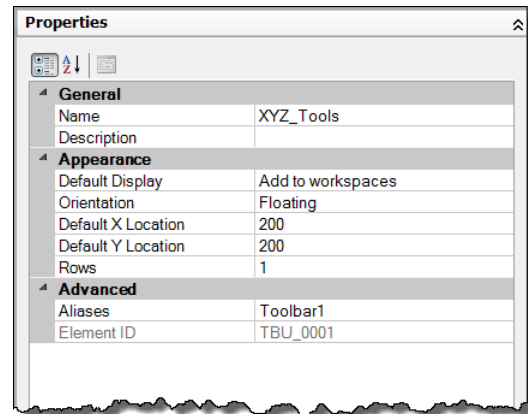 Properties
A
Z
General
Name XYZ_Tools
Description
Appearance
Default Display Add to workspaces
Orientation Floating
Default X Location 200
Default Y Location 200
Rows 1
Advanced
Aliases Toolbar1
Element ID TBU_0001